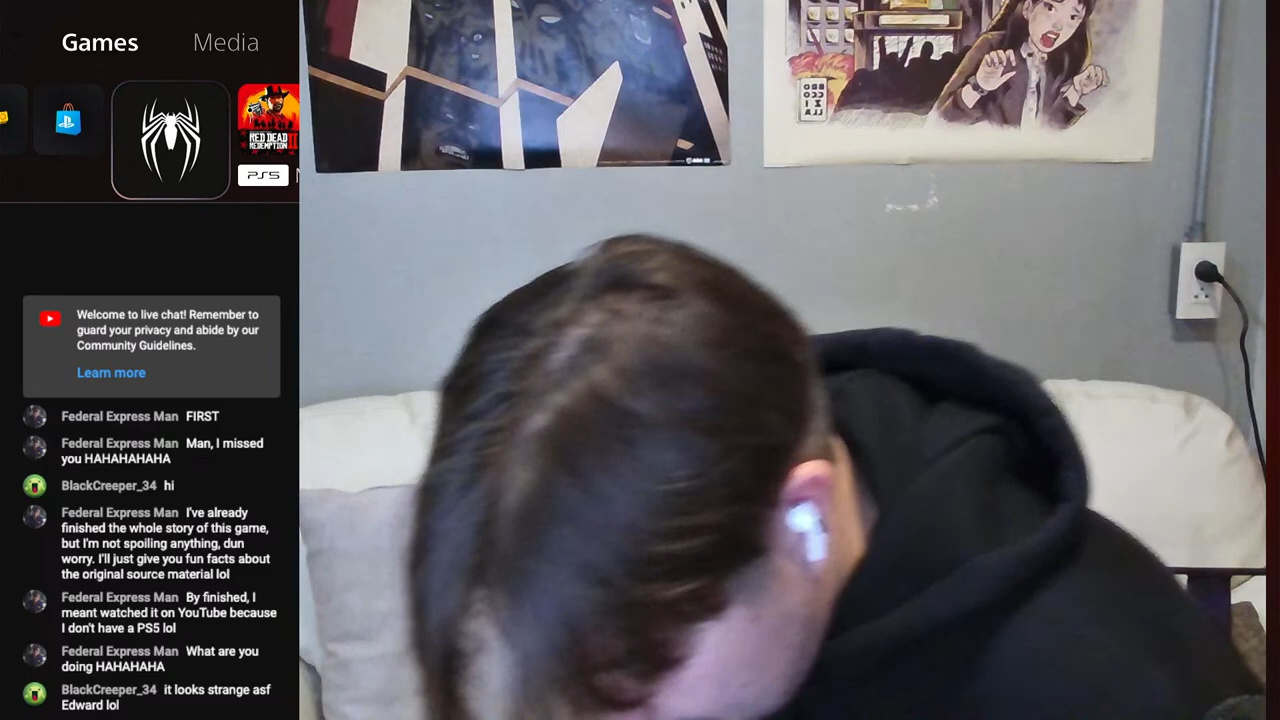 Games
Media
RED DEAD
REDEMPTION II
PS5
Welcome to live chat! Remember to
guard your privacy and abide by our
Community Guidelines.
Learn more
Federal Express Man FIRST
Federal Express Man Man, I missed
you HAHAHAHAHA
BlackCreeper_34 hi
Federal Express Man I've already
finished the whole story of this game,
but I'm not spoiling anything, dun
worry. I'll just give you fun facts about
the original source material lol
Federal Express Man By finished, I
meant watched it on YouTube because
I don't have a PS5 lol
Federal Express Man What are you
doing HAHAHAHA
BlackCreeper_34 it looks strange asf
Edward lol